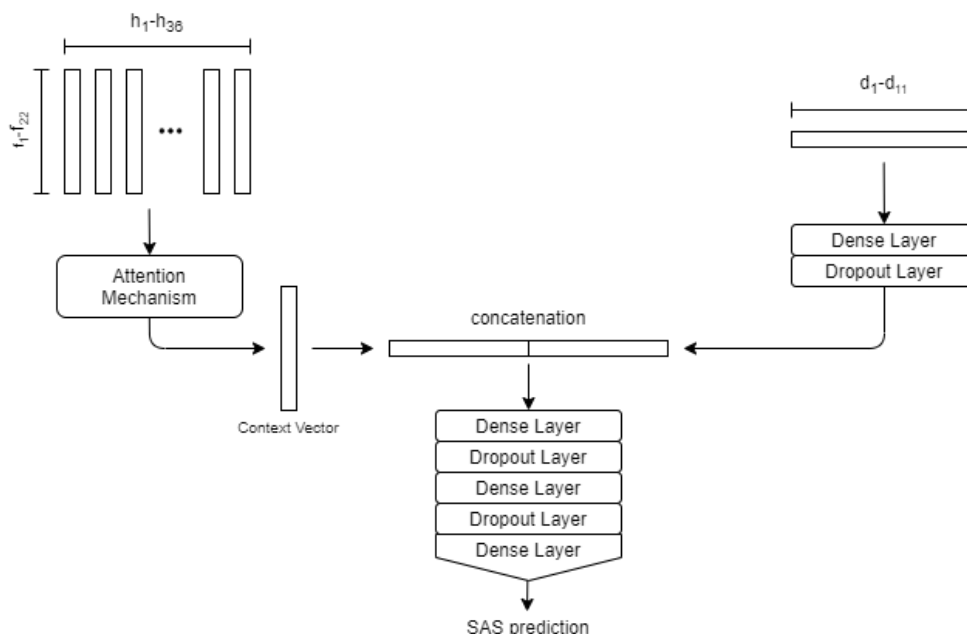 h₁-h₃₆
f₁-f₂₂
d₁-d₁₁
Dense Layer
Dropout Layer
Attention
Mechanism
concatenation
Context Vector
Dense Layer
Dropout Layer
Dense Layer
Dropout Layer
Dense Layer
SAS prediction